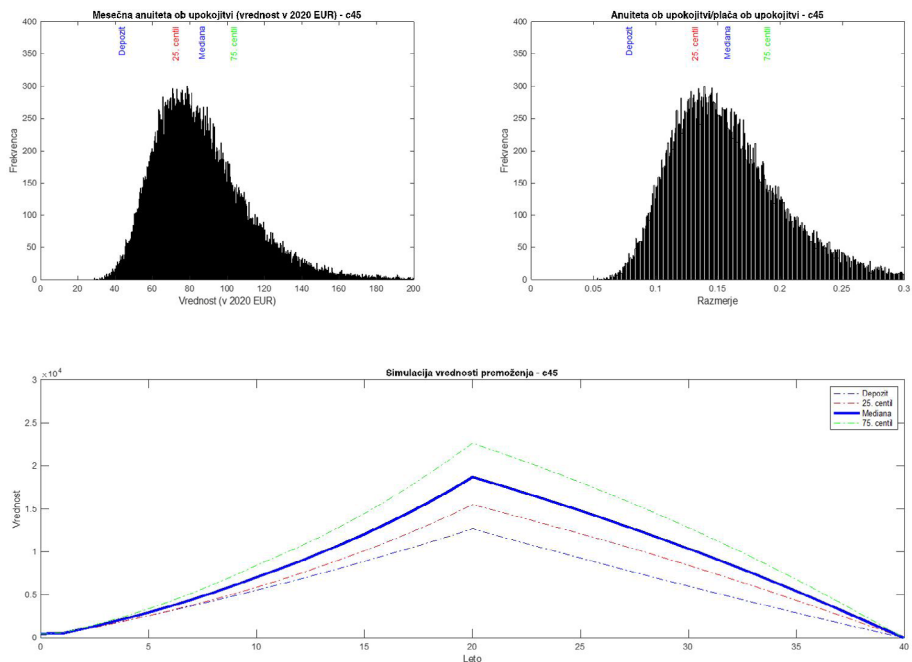 Mesečna anuiteta ob upokojitvi (vrednost v 2020 EUR) - c45
400
350
300
250
200
150
100
50
0
Frekvenca
Depozit
25. centil
Mediana
75. centil
0 20 40 60 80 100 120 140 160 180 200
Vrednost (v 2020 EUR)
Anuiteta ob upokojitvi/plača ob upokojitvi - c45
400
350
300
250
200
150
100
50
0
Frekvenca
Depozit
25. centil
Mediana
75. centil
0 0.05 0.1 0.15 0.2 0.25 0.3
Razmerje
Simulacija vrednosti premoženja - c45
×10⁴
3
2.5
2
1.5
1
0.5
0
Vrednost
Depozit
25. centil
Mediana
75. centil
0 5 10 15 20 25 30 35 40
Leto